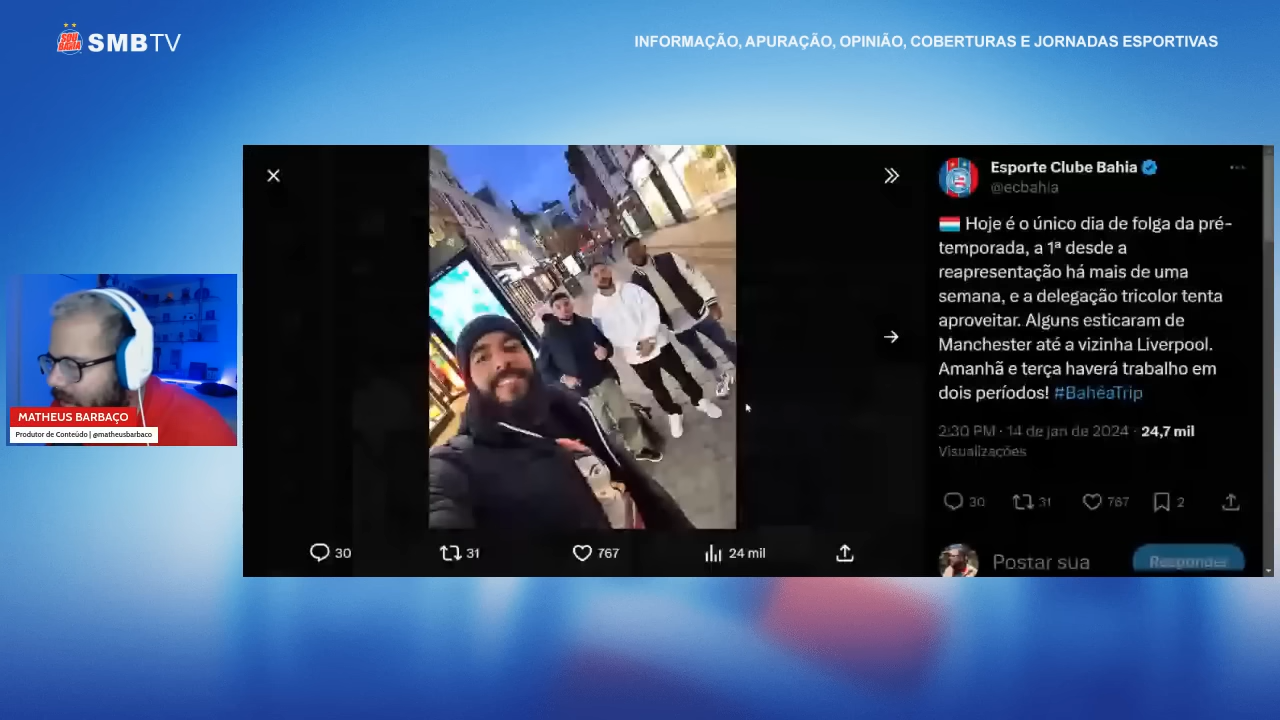 SOU
BAHIA
SMBTV
INFORMAÇÃO, APURAÇÃO, OPINIÃO, COBERTURAS E JORNADAS ESPORTIVAS
MATHEUS BARBAÇO
Produtor de Conteúdo | @matheusbarbaco
30
31
767
24 mil
Esporte Clube Bahia
@ecbahia
Hoje é o único dia de folga da pré-
temporada, a 1ª desde a
reapresentação há mais de uma
semana, e a delegação tricolor tenta
aproveitar. Alguns esticaram de
Manchester até a vizinha Liverpool.
Amanhã e terça haverá trabalho em
dois períodos! #BahêaTrip
2:30 PM · 14 de jan de 2024 · 24,7 mil
Visualizações
30
31
767
2
Postar sua
Responder